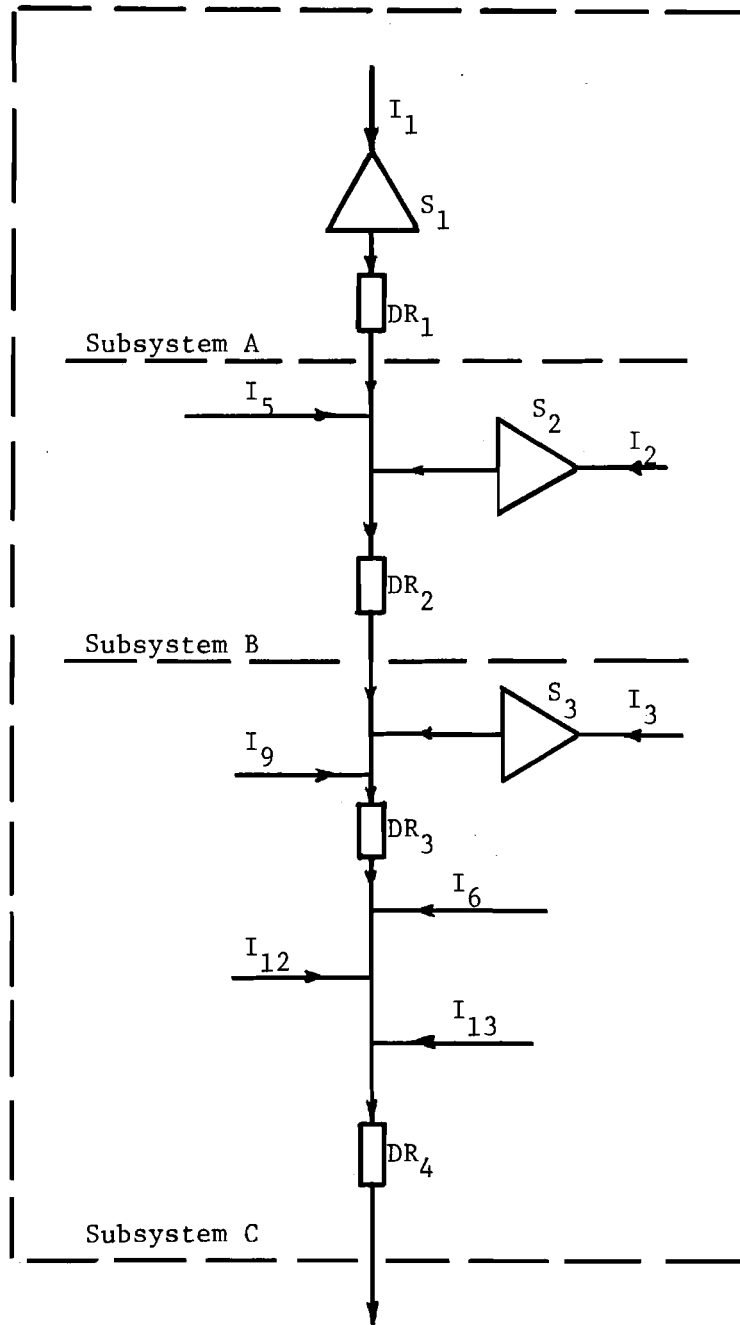 I₁
S₁
DR₁
Subsystem A
I₅
S₂
I₂
DR₂
Subsystem B
S₃
I₃
I₉
DR₃
I₆
I₁₂
I₁₃
DR₄
Subsystem C